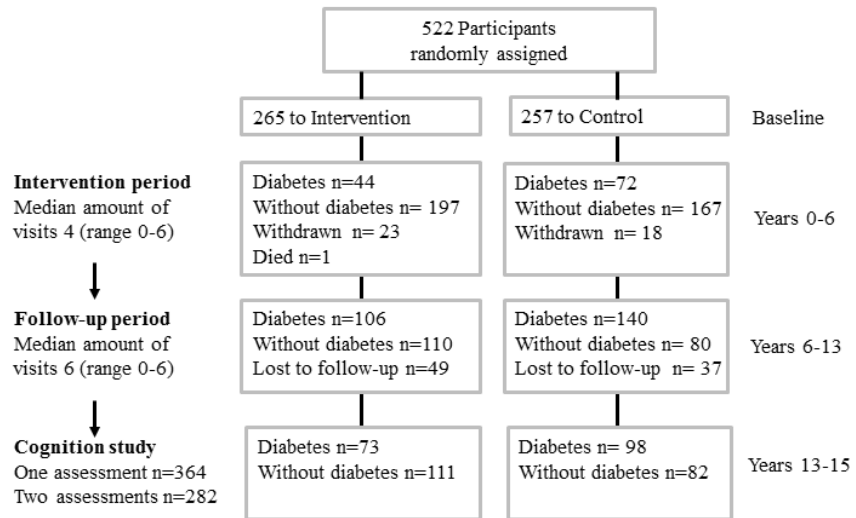 522 Participants
randomly assigned
265 to Intervention
257 to Control
Baseline
Intervention period
Median amount of
visits 4 (range 0-6)
Diabetes n=44
Without diabetes n= 197
Withdrawn n= 23
Died n=1
Diabetes n=72
Without diabetes n= 167
Withdrawn n= 18
Years 0-6
Follow-up period
Median amount of
visits 6 (range 0-6)
Diabetes n=106
Without diabetes n=110
Lost to follow-up n=49
Diabetes n=140
Without diabetes n= 80
Lost to follow-up n= 37
Years 6-13
Cognition study
One assessment n=364
Two assessments n=282
Diabetes n=73
Without diabetes n=111
Diabetes n= 98
Without diabetes n=82
Years 13-15